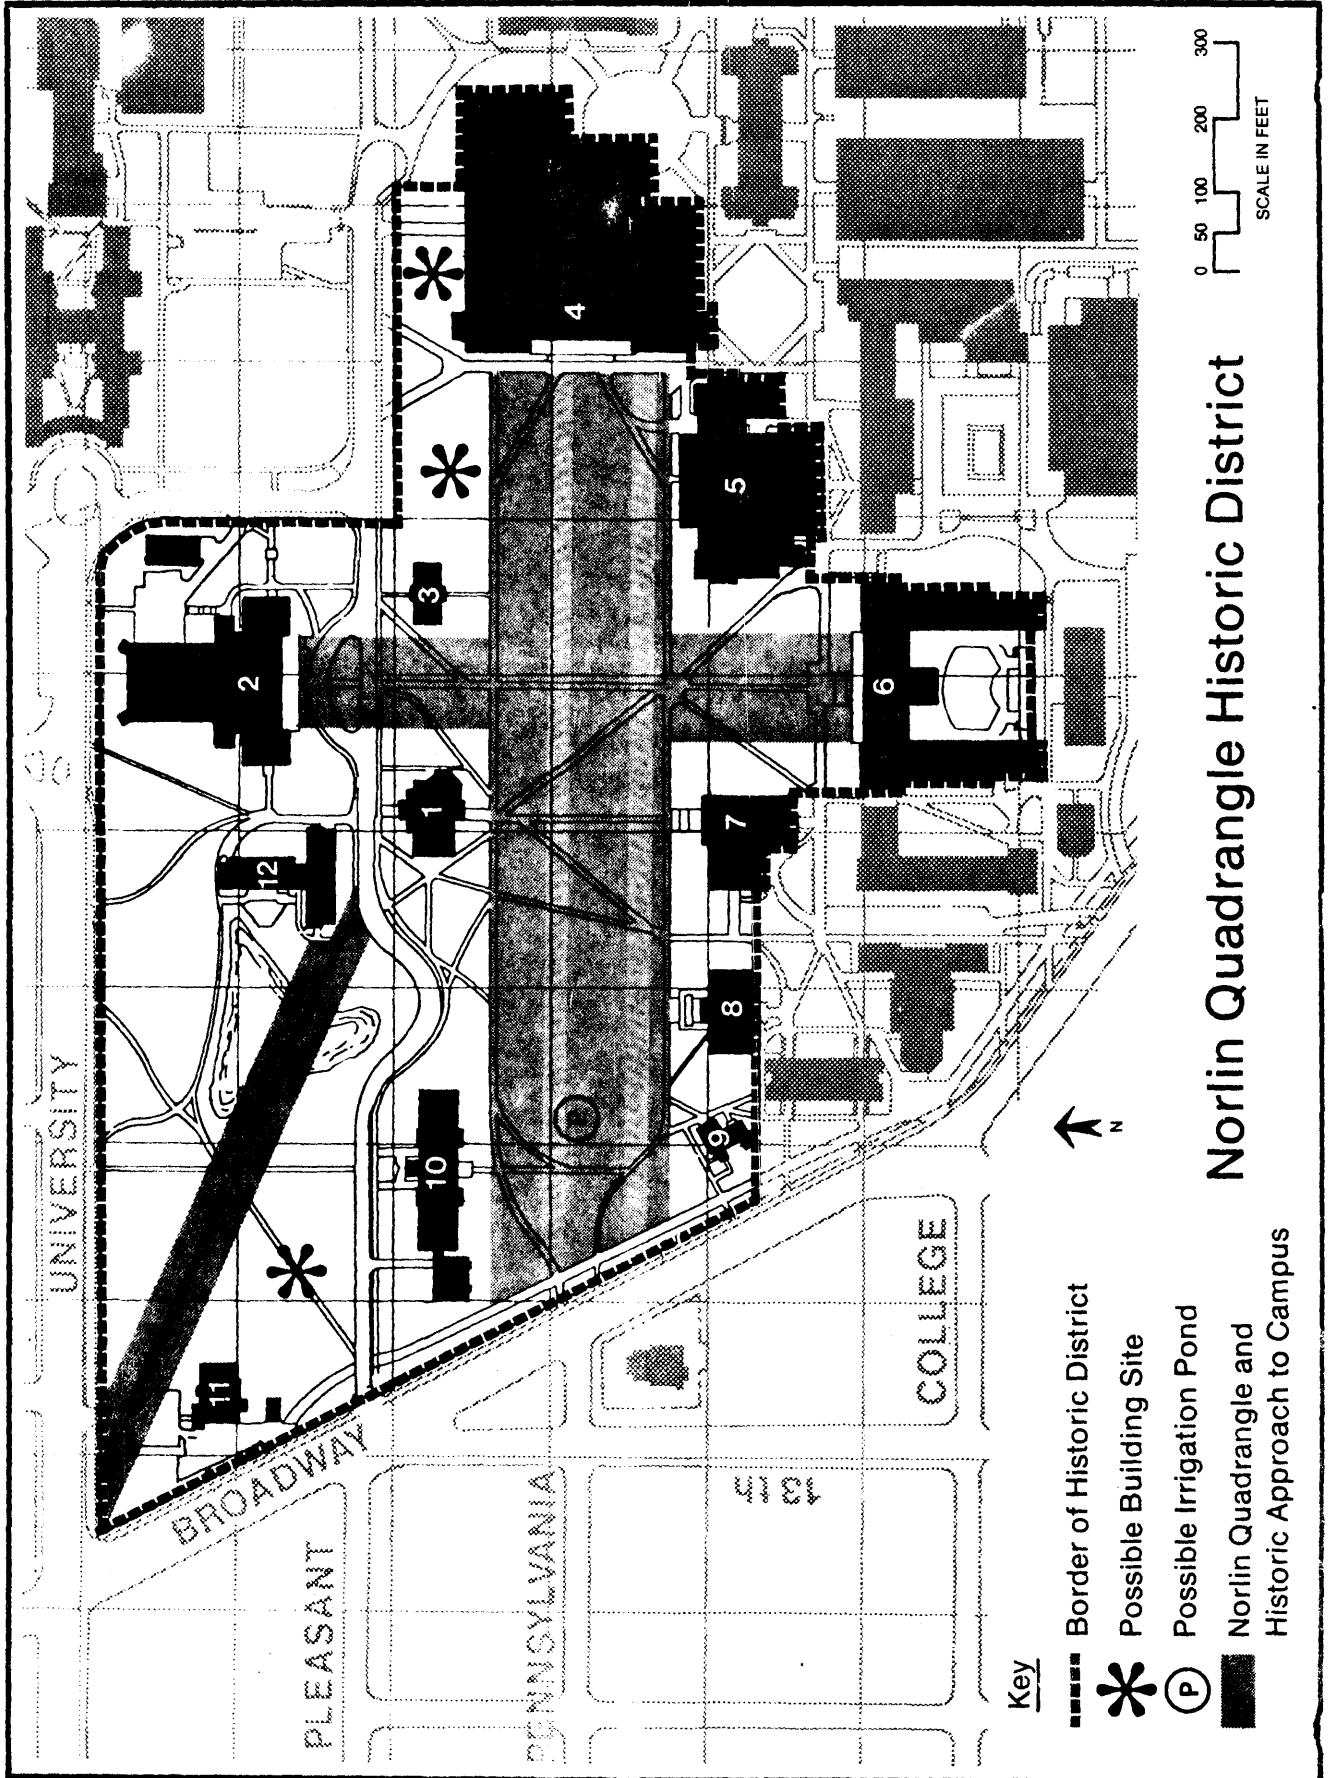 UNIVERSITY
BROADWAY
PLEASANT
PENNSYLVANIA
13th
COLLEGE
11
12
2
10
1
3
4
9
8
7
6
5
P
N
Key
Border of Historic District
Possible Building Site
P
Possible Irrigation Pond
Norlin Quadrangle and
Historic Approach to Campus
Norlin Quadrangle Historic District
0 50 100 200 300
SCALE IN FEET